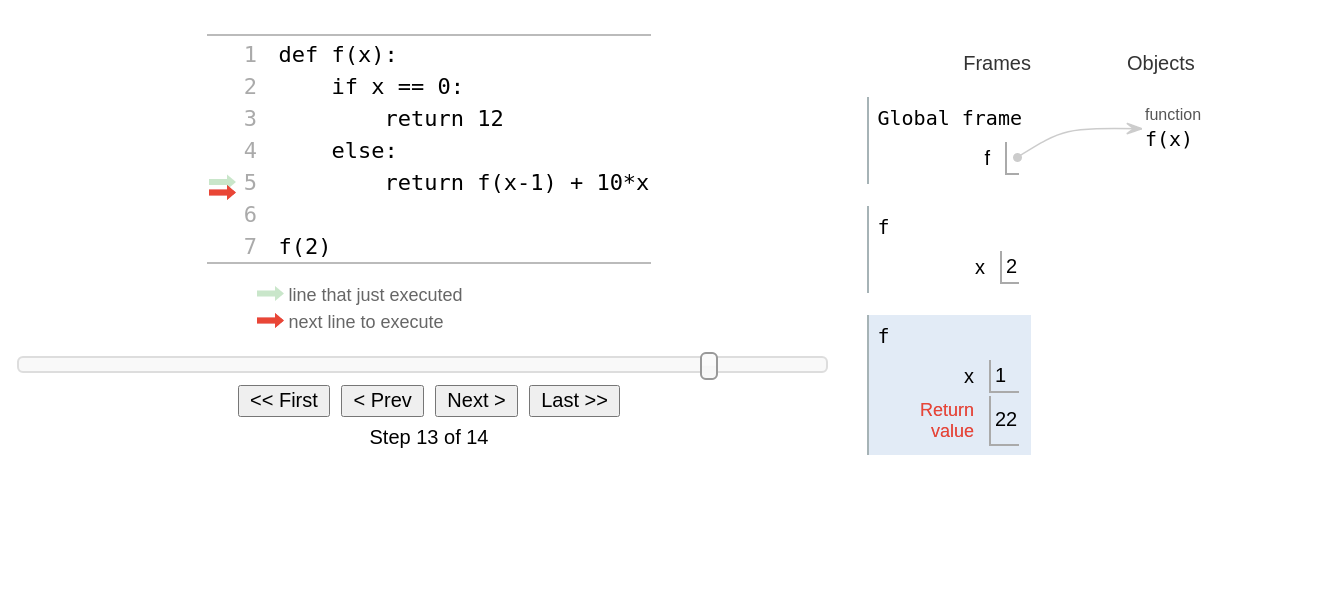 1 def f(x):
2     if x == 0:
3         return 12
4     else:
5         return f(x-1) + 10*x
6
7 f(2)
line that just executed
next line to execute
<< First < Prev Next > Last >>
Step 13 of 14
Frames Objects
Global frame
f
function
f(x)
f
x 2
f
x 1
Return
value 22